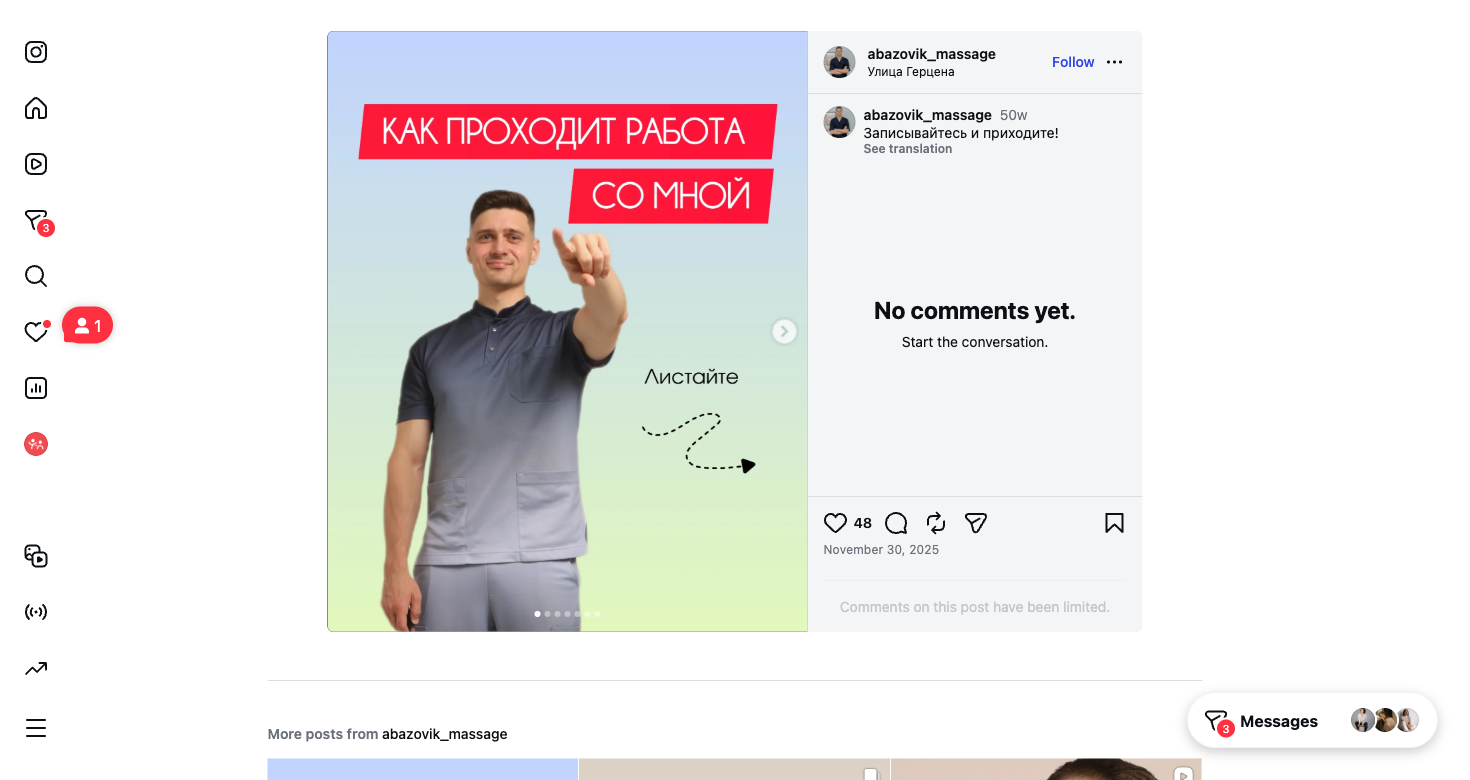 КАК ПРОХОДИТ РАБОТА
СО МНОЙ
Листайте
abazovik_massage
Улица Герцена
Follow
abazovik_massage 50w
Записывайтесь и приходите!
See translation
No comments yet.
Start the conversation.
48
November 30, 2025
Comments on this post have been limited.
3
1
More posts from abazovik_massage
3
Messages